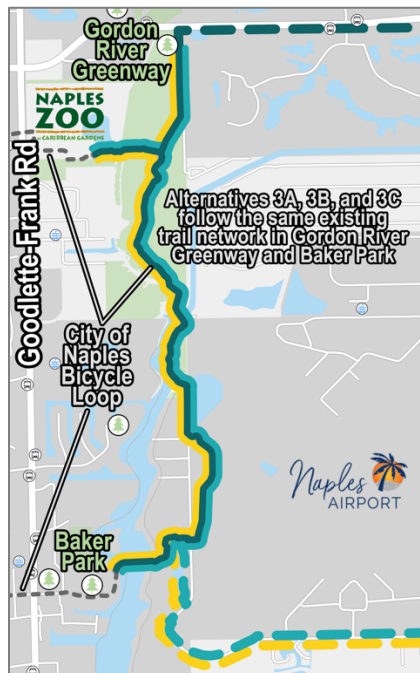 Gordon
River
Greenway
NAPLES
ZOO
AT CARIBBEAN GARDENS
Goodlette-Frank Rd
Alternatives 3A, 3B, and 3C
follow the same existing
trail network in Gordon River
Greenway and Baker Park
City of
Naples
Bicycle
Loop
Naples
AIRPORT
Baker
Park